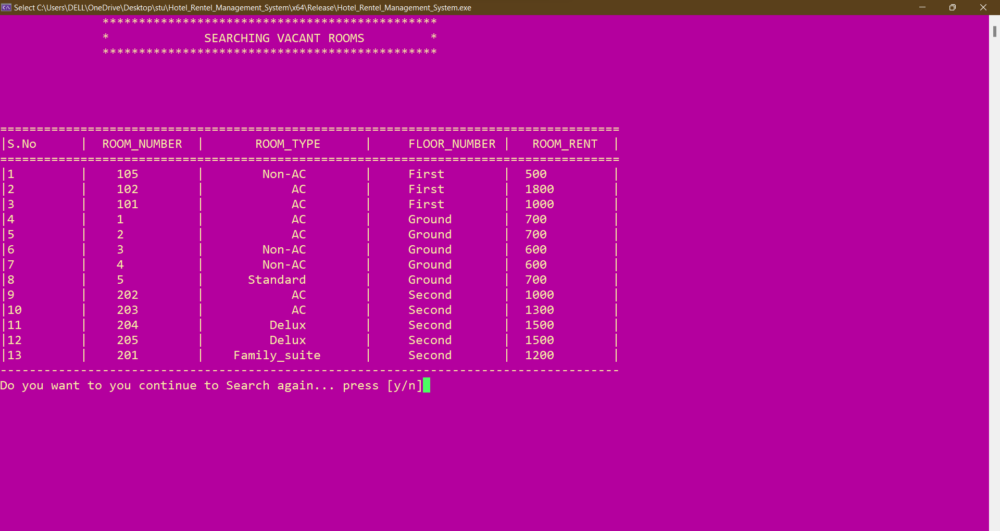 Select C:\Users\DELL\OneDrive\Desktop\stu\Hotel_Rentel_Management_System\x64\Release\Hotel_Rentel_Management_System.exe
**********************************************
* SEARCHING VACANT ROOMS *
**********************************************
=====================================================================================
|S.No | ROOM_NUMBER | ROOM_TYPE | FLOOR_NUMBER | ROOM_RENT |
=====================================================================================
|1 | 105 | Non-AC | First | 500 |
|2 | 102 | AC | First | 1800 |
|3 | 101 | AC | First | 1000 |
|4 | 1 | AC | Ground | 700 |
|5 | 2 | AC | Ground | 700 |
|6 | 3 | Non-AC | Ground | 600 |
|7 | 4 | Non-AC | Ground | 600 |
|8 | 5 | Standard | Ground | 700 |
|9 | 202 | AC | Second | 1000 |
|10 | 203 | AC | Second | 1300 |
|11 | 204 | Delux | Second | 1500 |
|12 | 205 | Delux | Second | 1500 |
|13 | 201 | Family_suite | Second | 1200 |
-------------------------------------------------------------------------------------
Do you want to you continue to Search again... press [y/n]